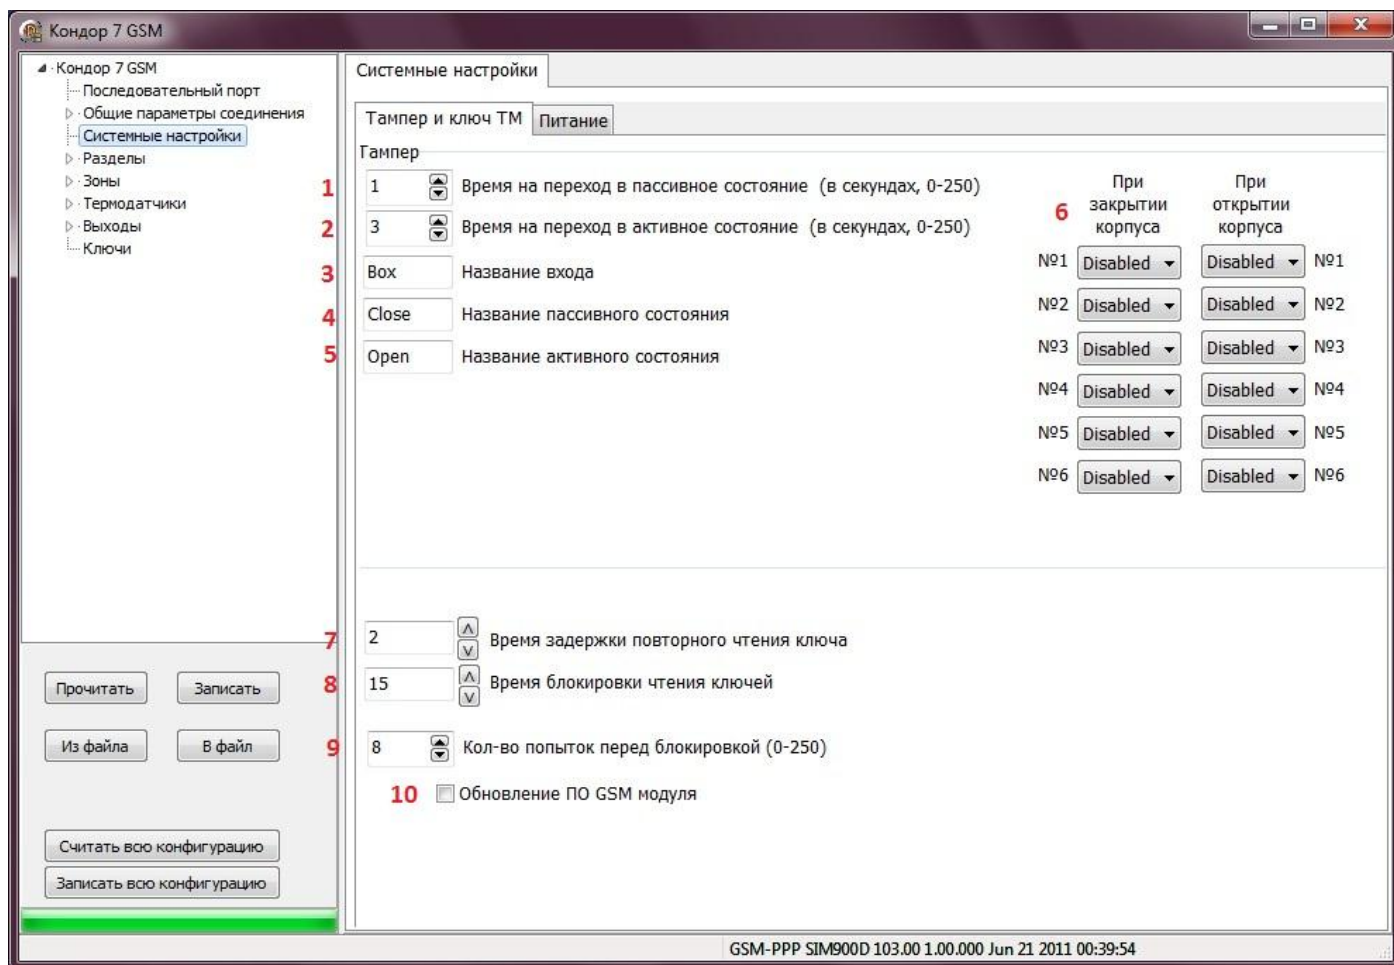 Кондор 7 GSM
Кондор 7 GSM
Последовательный порт
Общие параметры соединения
Системные настройки
Разделы
Зоны
Термодатчики
Выходы
Ключи
Прочитать Записать
Из файла В файл
Считать всю конфигурацию
Записать всю конфигурацию
Системные настройки
Тампер и ключ ТМ Питание
Тампер
1 1 Время на переход в пассивное состояние (в секундах, 0-250)
2 3 Время на переход в активное состояние (в секундах, 0-250)
3 Box Название входа
4 Close Название пассивного состояния
5 Open Название активного состояния
6
При закрытии корпуса
При открытии корпуса
№1 Disabled Disabled №1
№2 Disabled Disabled №2
№3 Disabled Disabled №3
№4 Disabled Disabled №4
№5 Disabled Disabled №5
№6 Disabled Disabled №6
7 2 Время задержки повторного чтения ключа
8 15 Время блокировки чтения ключей
9 8 Кол-во попыток перед блокировкой (0-250)
10 Обновление ПО GSM модуля
GSM-PPP SIM900D 103.00 1.00.000 Jun 21 2011 00:39:54